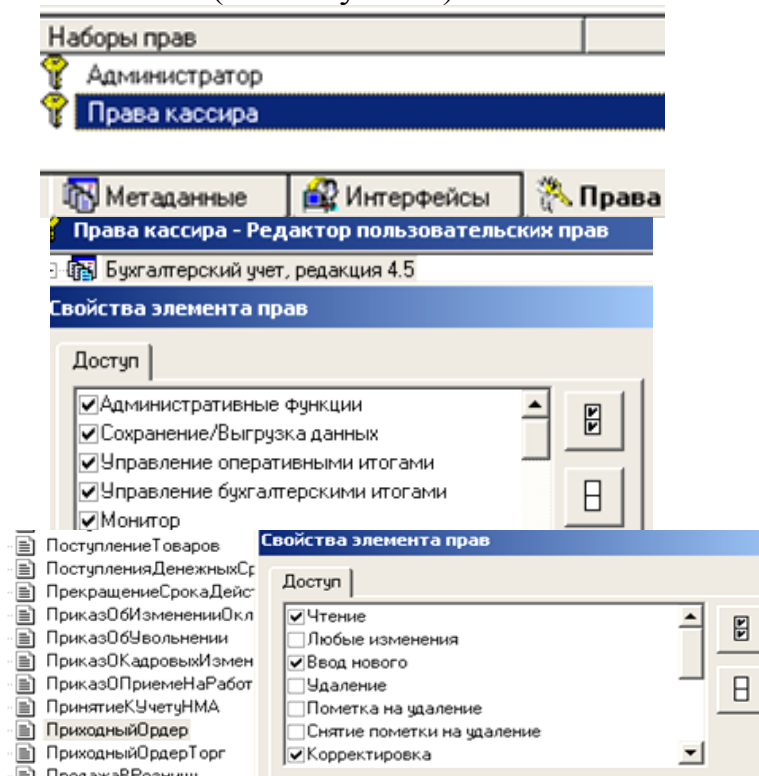 Наборы прав
Администратор
Права кассира
Метаданные Интерфейсы Права
Права кассира - Редактор пользовательских прав
Бухгалтерский учет, редакция 4.5
Свойства элемента прав
Доступ
Административные функции
Сохранение/Выгрузка данных
Управление оперативными итогами
Управление бухгалтерскими итогами
Монитор
ПоступлениеТоваров
ПоступленияДенежныхСр
ПрекращениеСрокаДейс
ПриказОбИзмененииОкл
ПриказОбУвольнении
ПриказОКадровыхИзмен
ПриказОПриемеНаРабот
ПринятиеКУчетуНМА
ПриходныйОрдер
ПриходныйОрдерТорг
Свойства элемента прав
Доступ
Чтение
Любые изменения
Ввод нового
Удаление
Пометка на удаление
Снятие пометки на удаление
Корректировка